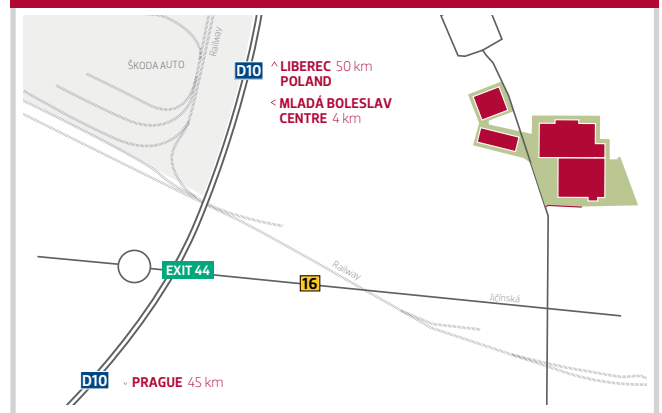 Railway
ŠKODA AUTO
D10
^ LIBEREC 50 km
POLAND
< MLADÁ BOLESLAV
CENTRE 4 km
Railway
EXIT 44
16
Jičínská
D10
⌄ PRAGUE 45 km